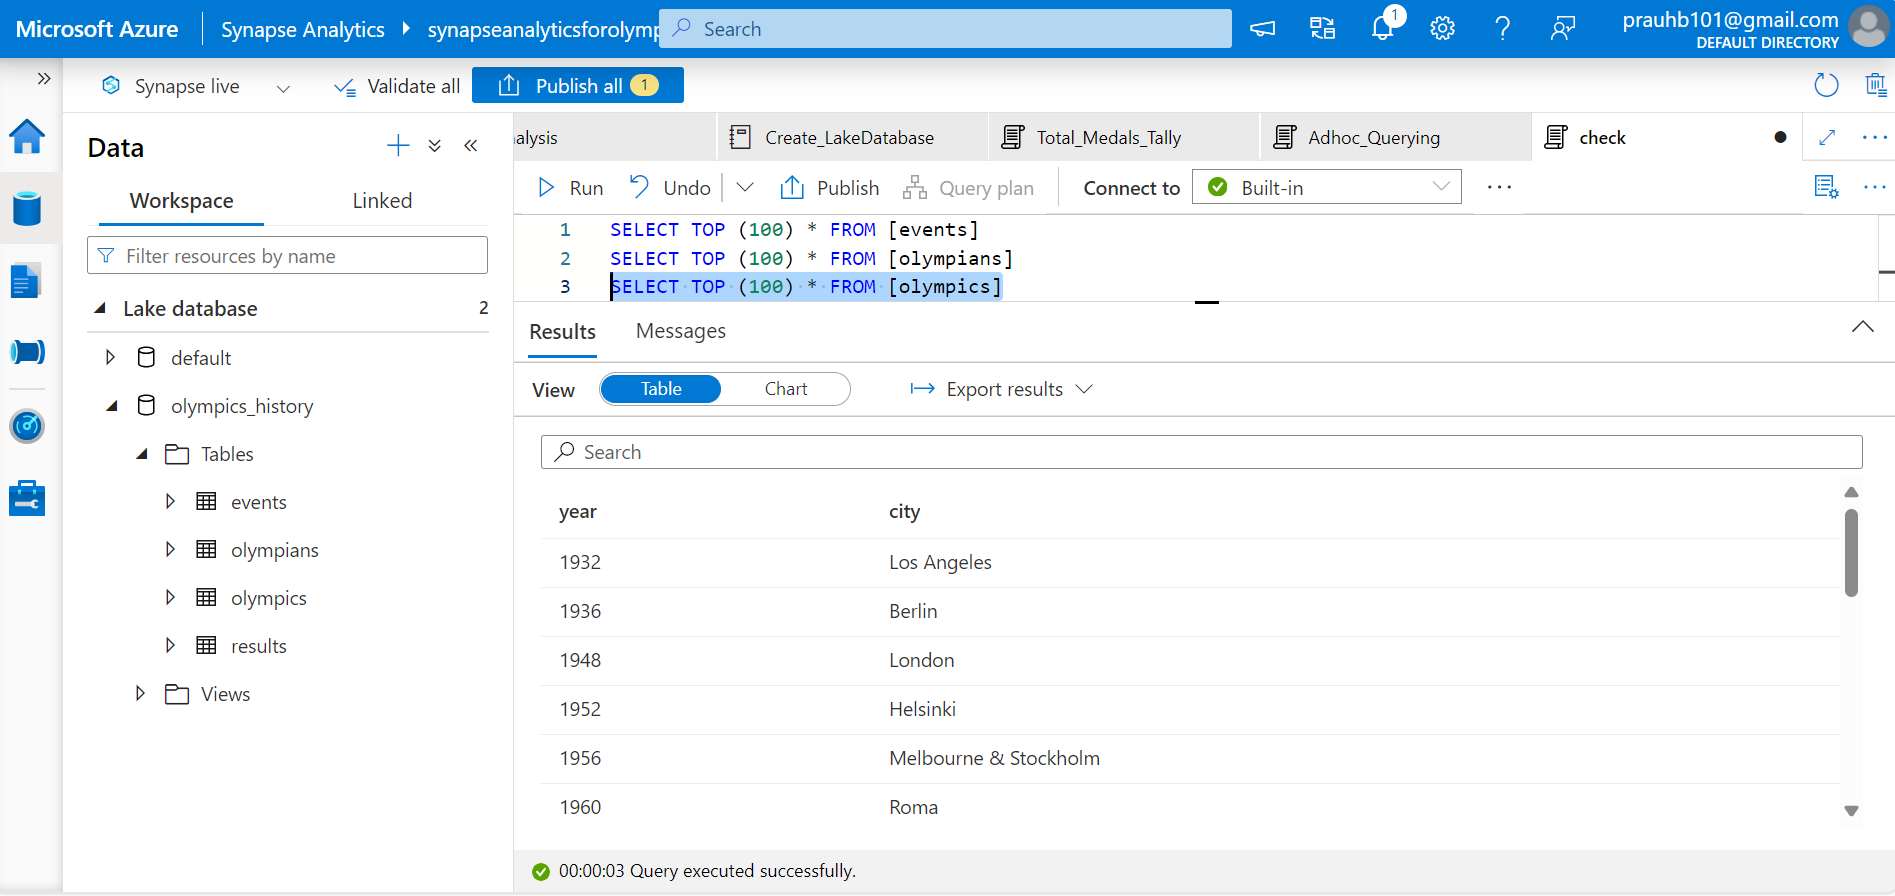 Microsoft Azure
Synapse Analytics
synapseanalyticsforolymp
Search
1
prauhb101@gmail.com
DEFAULT DIRECTORY
Synapse live
Validate all
Publish all 1
Data
Workspace
Linked
Filter resources by name
Lake database 2
default
olympics_history
Tables
events
olympians
olympics
results
Views
alysis
Create_LakeDatabase
Total_Medals_Tally
Adhoc_Querying
check
Run
Undo
Publish
Query plan
Connect to
Built-in
1 SELECT TOP (100) * FROM [events]
2 SELECT TOP (100) * FROM [olympians]
3 SELECT TOP (100) * FROM [olympics]
Results
Messages
View
Table
Chart
Export results
Search
year city
1932 Los Angeles
1936 Berlin
1948 London
1952 Helsinki
1956 Melbourne & Stockholm
1960 Roma
00:00:03 Query executed successfully.